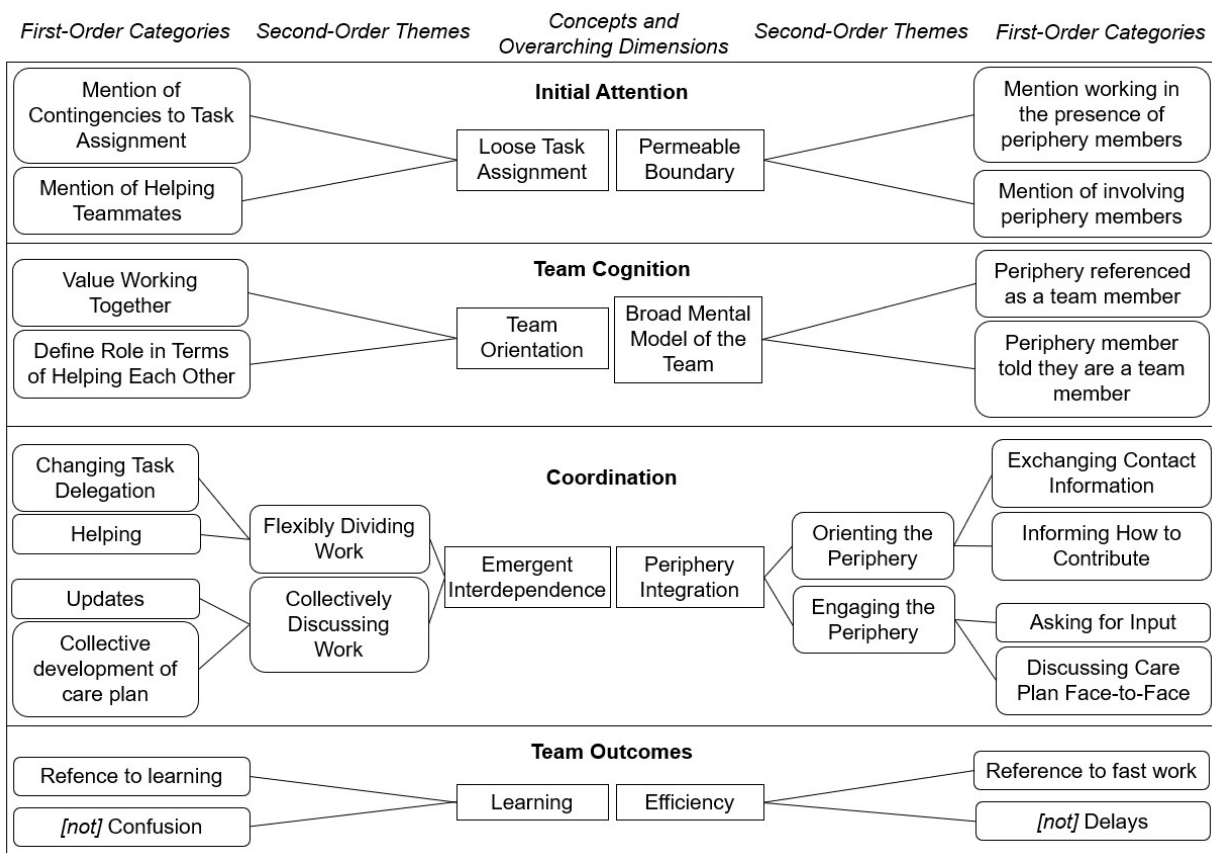 First-Order Categories
Second-Order Themes
Concepts and
Overarching Dimensions
Second-Order Themes
First-Order Categories
Initial Attention
Mention of
Contingencies to Task
Assignment
Mention of Helping
Teammates
Loose Task
Assignment
Permeable
Boundary
Mention working in
the presence of
periphery members
Mention of involving
periphery members
Team Cognition
Value Working
Together
Define Role in Terms
of Helping Each Other
Team
Orientation
Broad Mental
Model of the
Team
Periphery referenced
as a team member
Periphery member
told they are a team
member
Coordination
Changing Task
Delegation
Helping
Updates
Collective
development of
care plan
Flexibly Dividing
Work
Collectively
Discussing
Work
Emergent
Interdependence
Periphery
Integration
Orienting the
Periphery
Engaging the
Periphery
Exchanging Contact
Information
Informing How to
Contribute
Asking for Input
Discussing Care
Plan Face-to-Face
Team Outcomes
Refence to learning
[not] Confusion
Learning
Efficiency
Reference to fast work
[not] Delays